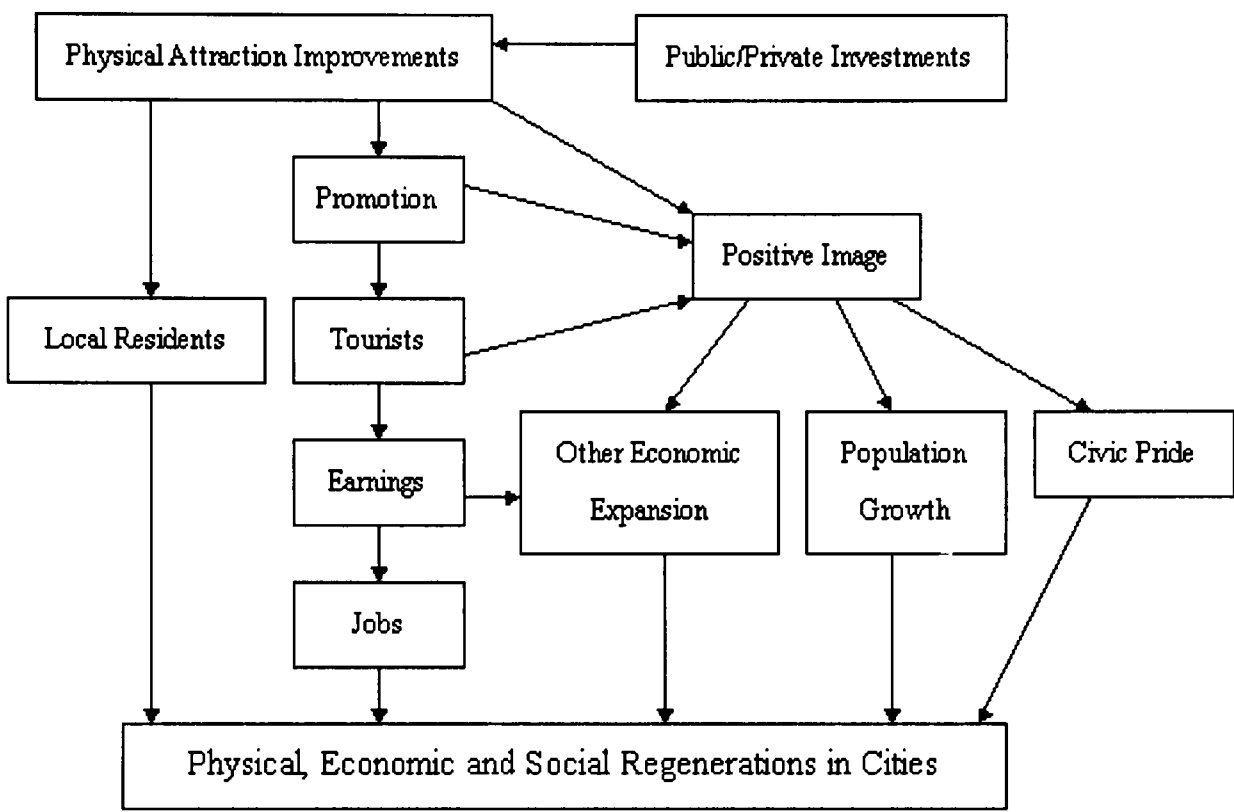 Physical Attraction Improvements
Public/Private Investments
Promotion
Positive Image
Local Residents
Tourists
Earnings
Other Economic
Expansion
Population
Growth
Civic Pride
Jobs
Physical, Economic and Social Regenerations in Cities